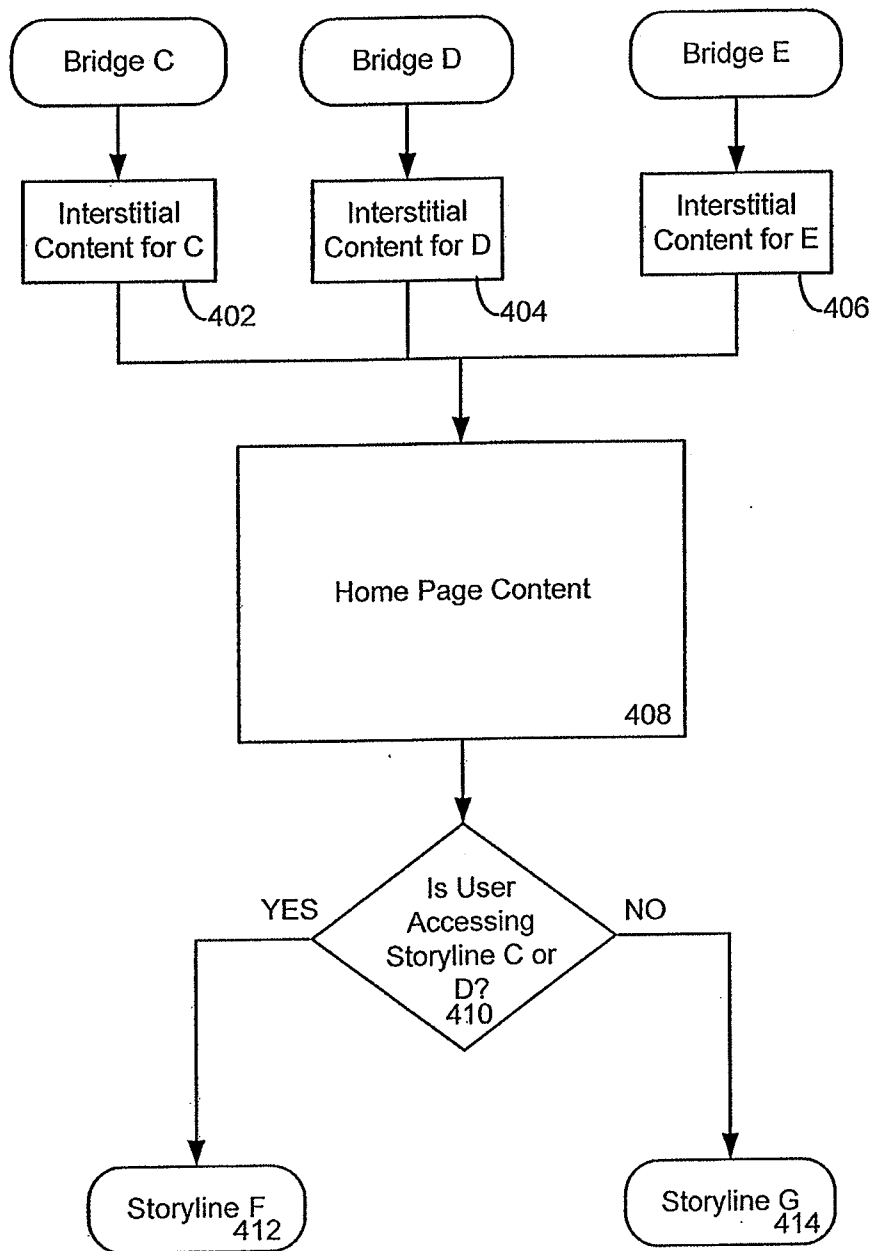 Bridge C
Bridge D
Bridge E
Interstitial
Content for C
402
Interstitial
Content for D
404
Interstitial
Content for E
406
Home Page Content
408
Is User
Accessing
Storyline C or
D?
410
YES
NO
Storyline F
412
Storyline G
414